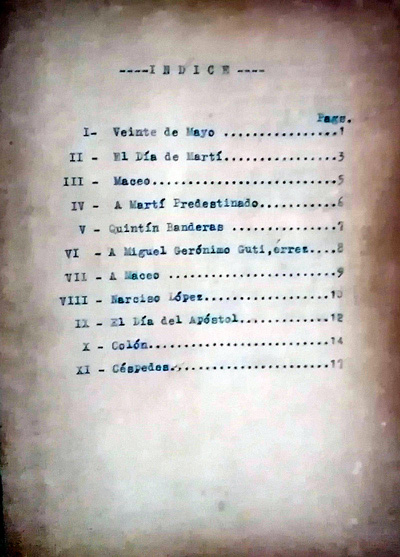 ----I N D I C E ----
Pags.
I- Veinte de Mayo ................1
II - El Día de Martí...............3
III - Maceo.........................5
IV - A Martí Predestinado..........6
V - Quintín Banderas ..............7
VI - A Miguel Gerónimo Guti,érrez....8
VII - A Maceo ......................9
VIII - Narciso López.................10
IX - El Día del Apóstol............12
X - Colón.........................14
XI - Céspedes......................17